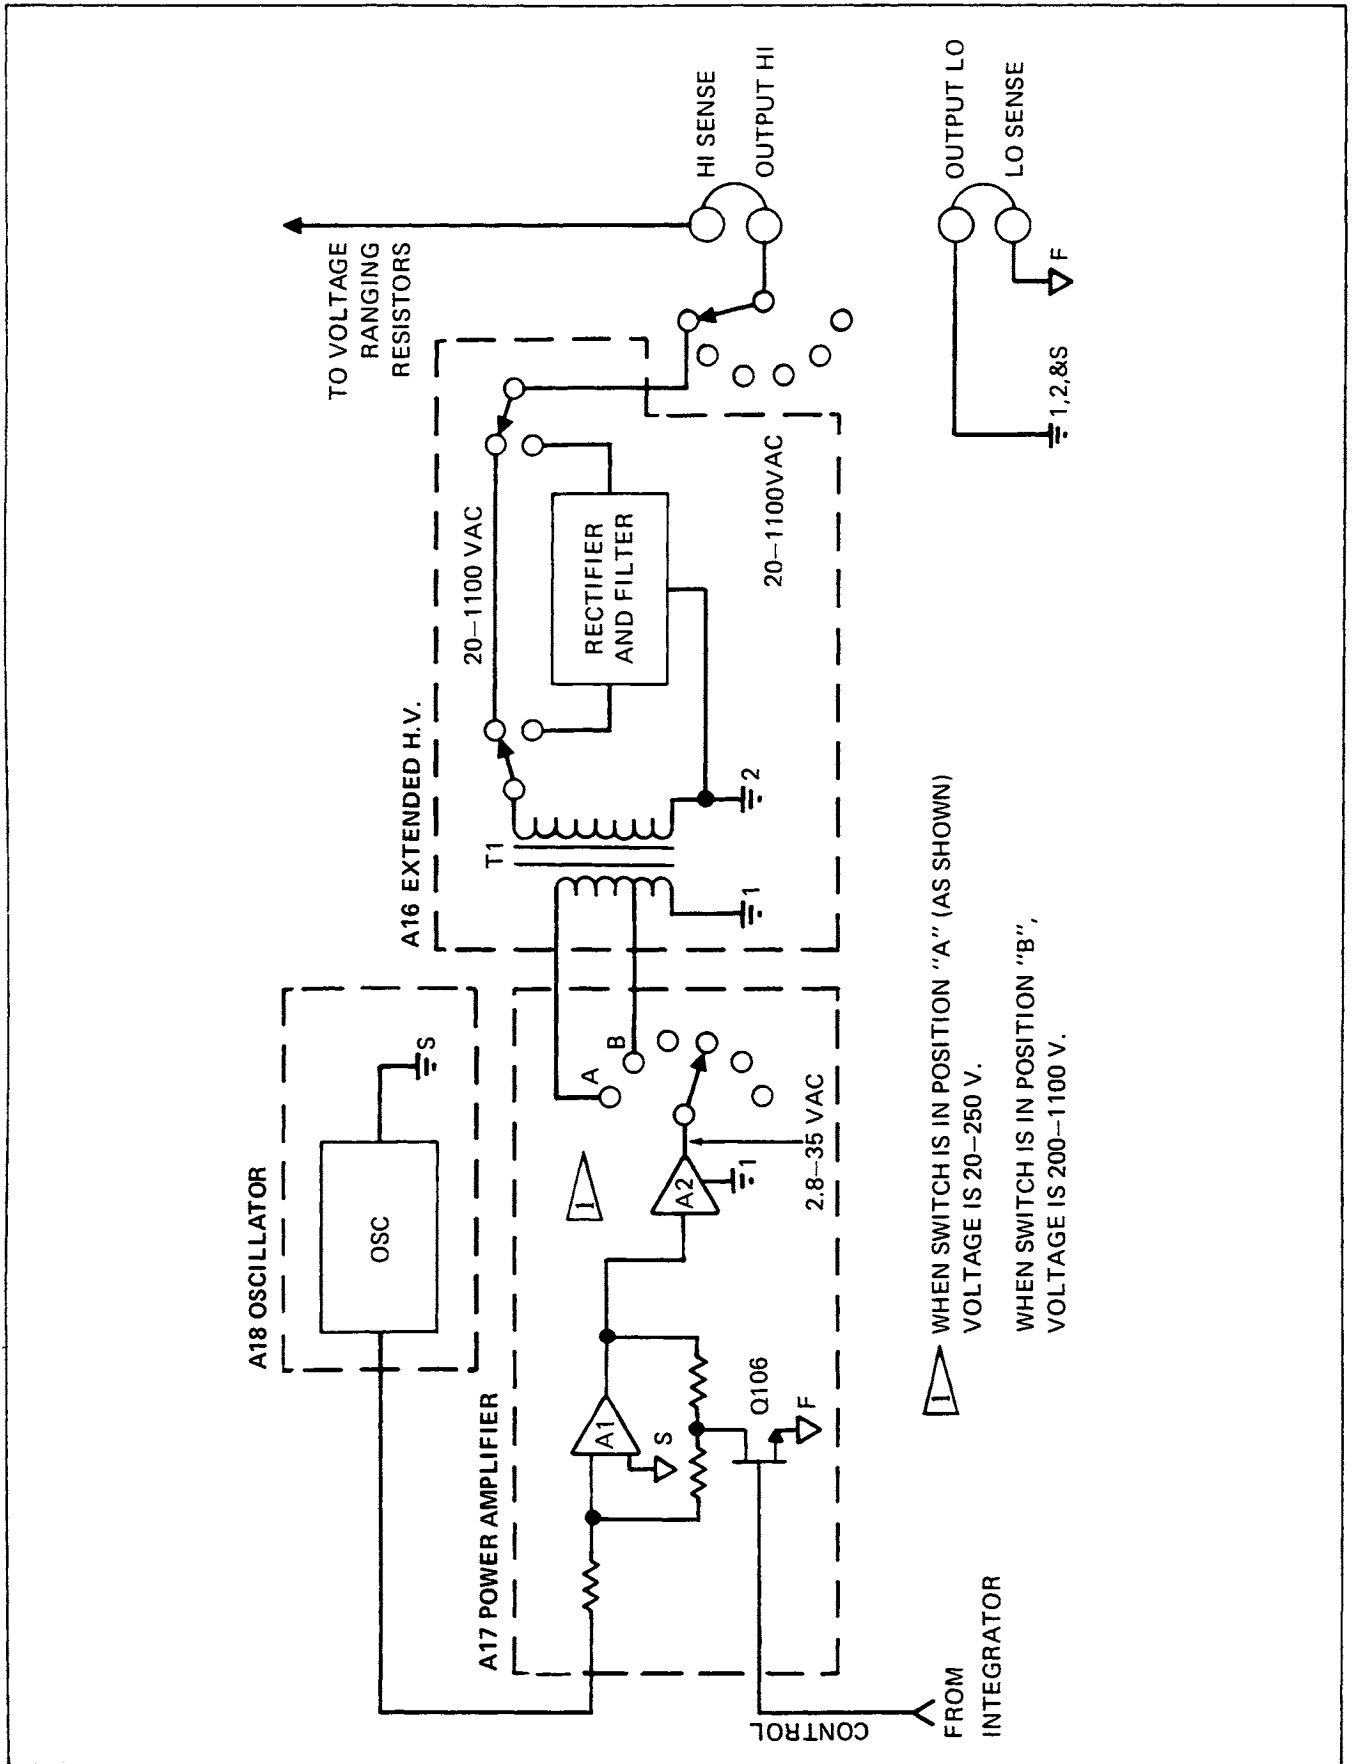 A18 OSCILLATOR
OSC
S
A17 POWER AMPLIFIER
A1
S
Q106
F
CONTROL
FROM
INTEGRATOR
1
A2
1
2.8–35 VAC
A
B
A16 EXTENDED H.V.
T1
1
2
20–1100 VAC
RECTIFIER
AND FILTER
20–1100VAC
TO VOLTAGE
RANGING
RESISTORS
HI SENSE
OUTPUT HI
OUTPUT LO
LO SENSE
1,2,&S
F
1
WHEN SWITCH IS IN POSITION "A" (AS SHOWN)
VOLTAGE IS 20–250 V.
WHEN SWITCH IS IN POSITION "B",
VOLTAGE IS 200–1100 V.